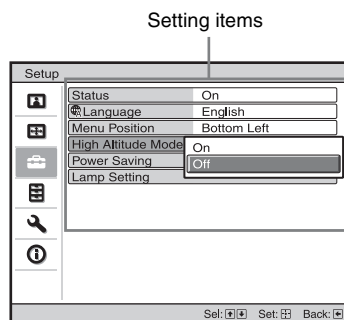 Setting items
Setup
Status On
Language English
Menu Position Bottom Left
High Altitude Mode On
Power Saving Off
Lamp Setting
Sel: Set: Back: